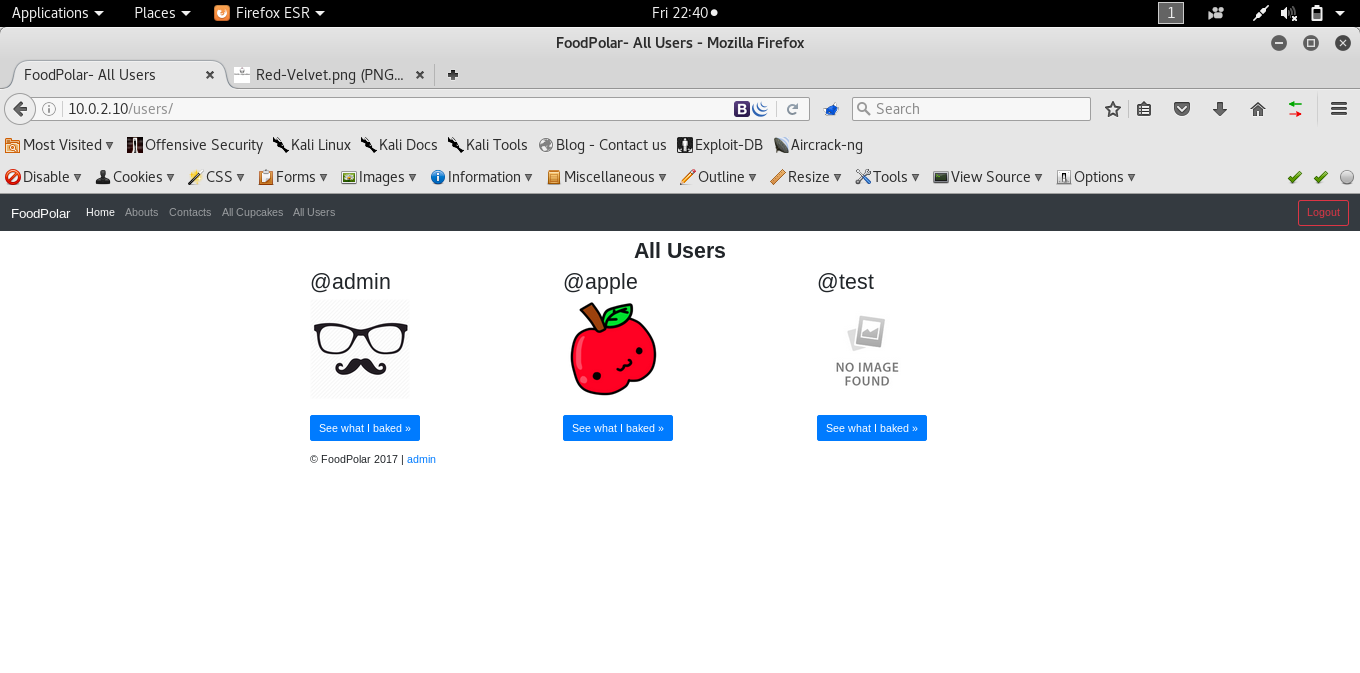 Applications Places Firefox ESR Fri 22:40 1
FoodPolar- All Users - Mozilla Firefox
FoodPolar- All Users Red-Velvet.png (PNG...
10.0.2.10/users/ B Search
Most Visited Offensive Security Kali Linux Kali Docs Kali Tools Blog - Contact us Exploit-DB Aircrack-ng
Disable Cookies CSS Forms Images Information Miscellaneous Outline Resize Tools View Source Options
FoodPolar Home Abouts Contacts All Cupcakes All Users Logout
All Users
@admin @apple @test
NO IMAGE
FOUND
See what I baked » See what I baked » See what I baked »
© FoodPolar 2017 | admin